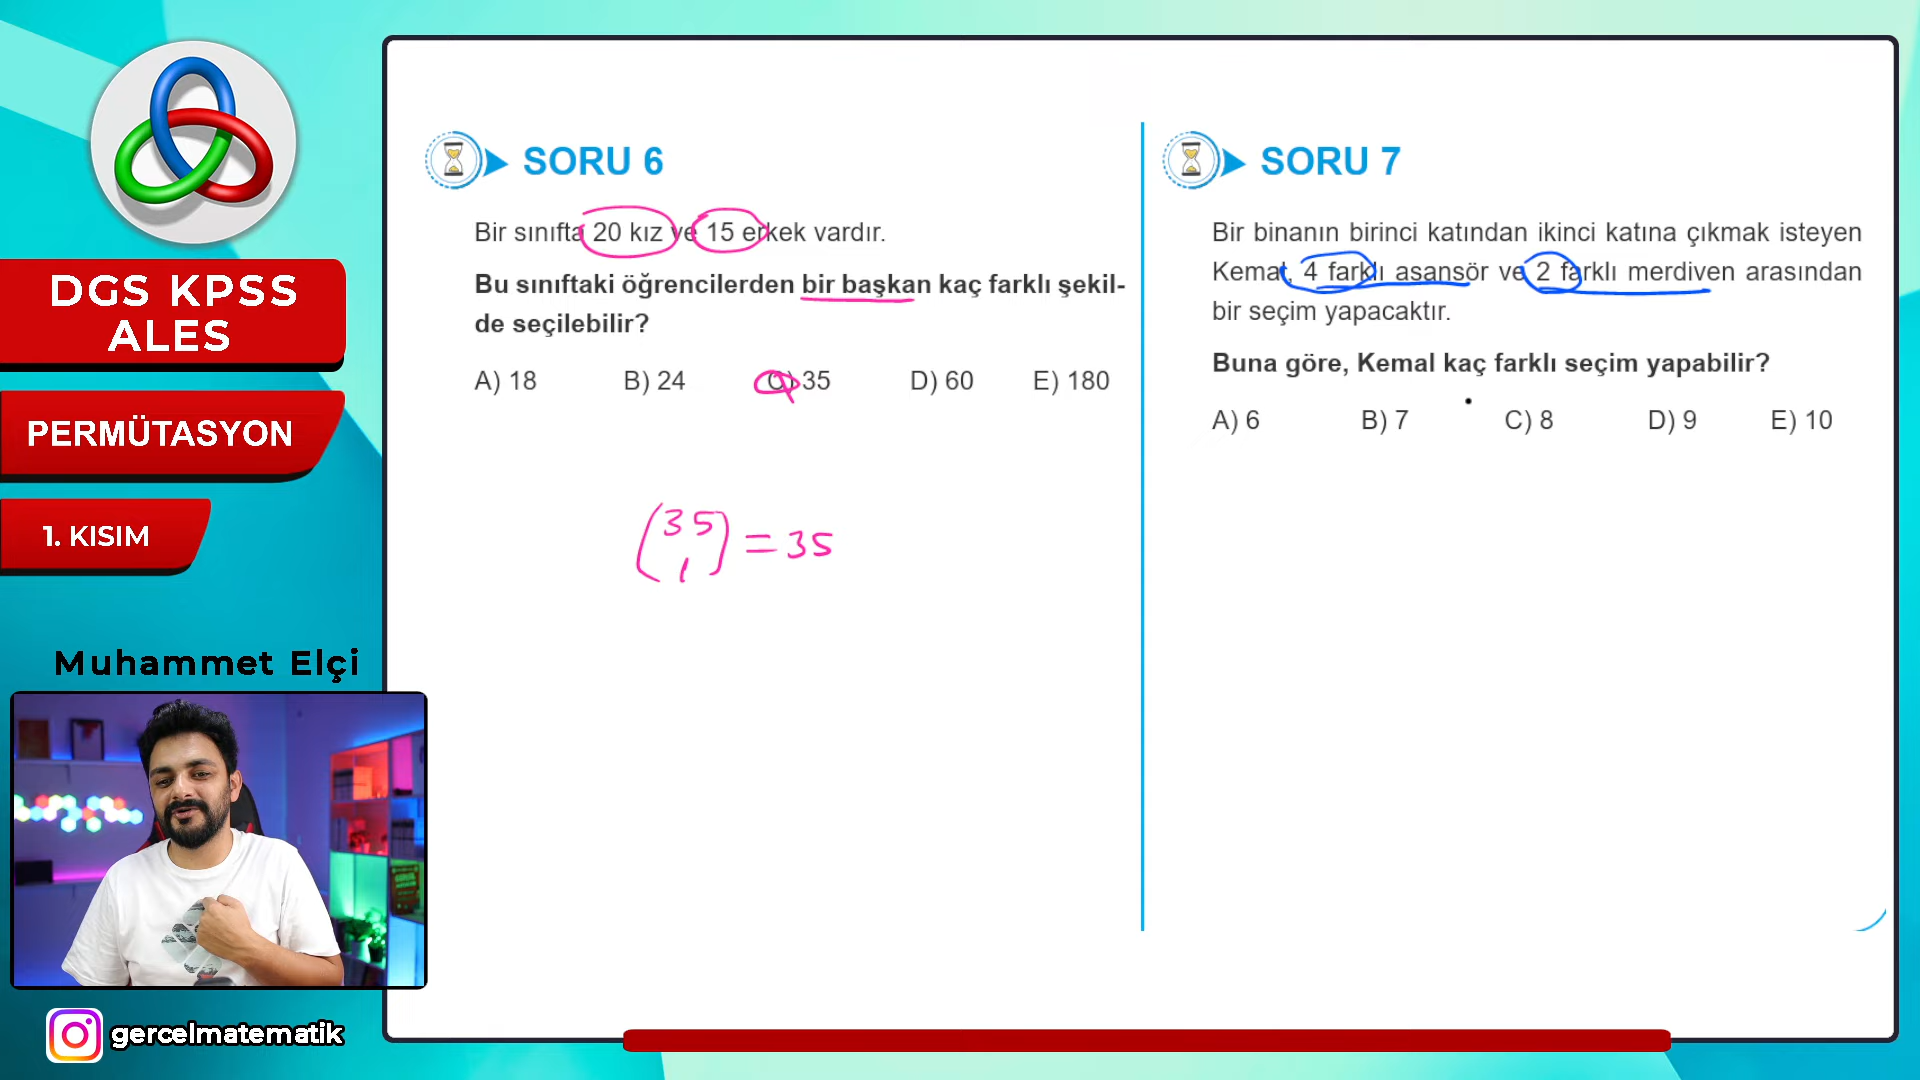 DGS KPSS
ALES
PERMÜTASYON
1. KISIM
Muhammet Elçi
gercelmatematik
SORU 6
Bir sınıfta 20 kız ve 15 erkek vardır.
Bu sınıftaki öğrencilerden bir başkan kaç farklı şekil-
de seçilebilir?
A) 18 B) 24 C) 35 D) 60 E) 180
(35 1) = 35
SORU 7
Bir binanın birinci katından ikinci katına çıkmak isteyen
Kemal, 4 farklı asansör ve 2 farklı merdiven arasından
bir seçim yapacaktır.
Buna göre, Kemal kaç farklı seçim yapabilir?
A) 6 B) 7 C) 8 D) 9 E) 10